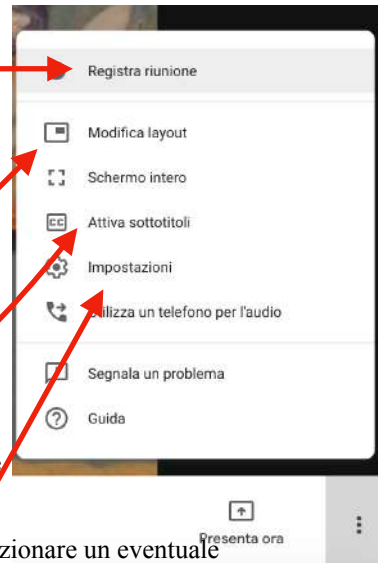 Registra riunione
Modifica layout
Schermo intero
CC Attiva sottotitoli
Impostazioni
Utilizza un telefono per l'audio
Segnala un problema
? Guida
Presenta ora
zionare un eventuale